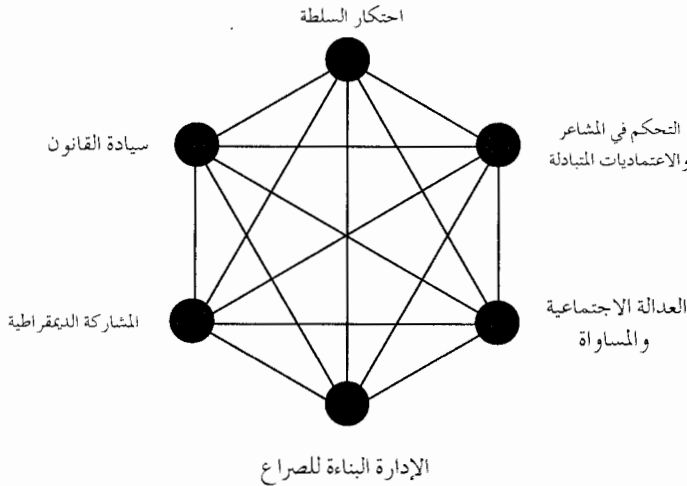 احتكار السلطة
التحكم في المشاعر
والاعتماديات المتبادلة
سيادة القانون
العدالة الاجتماعية
والمساواة
المشاركة الديمقراطية
الإدارة البناءة للصراع